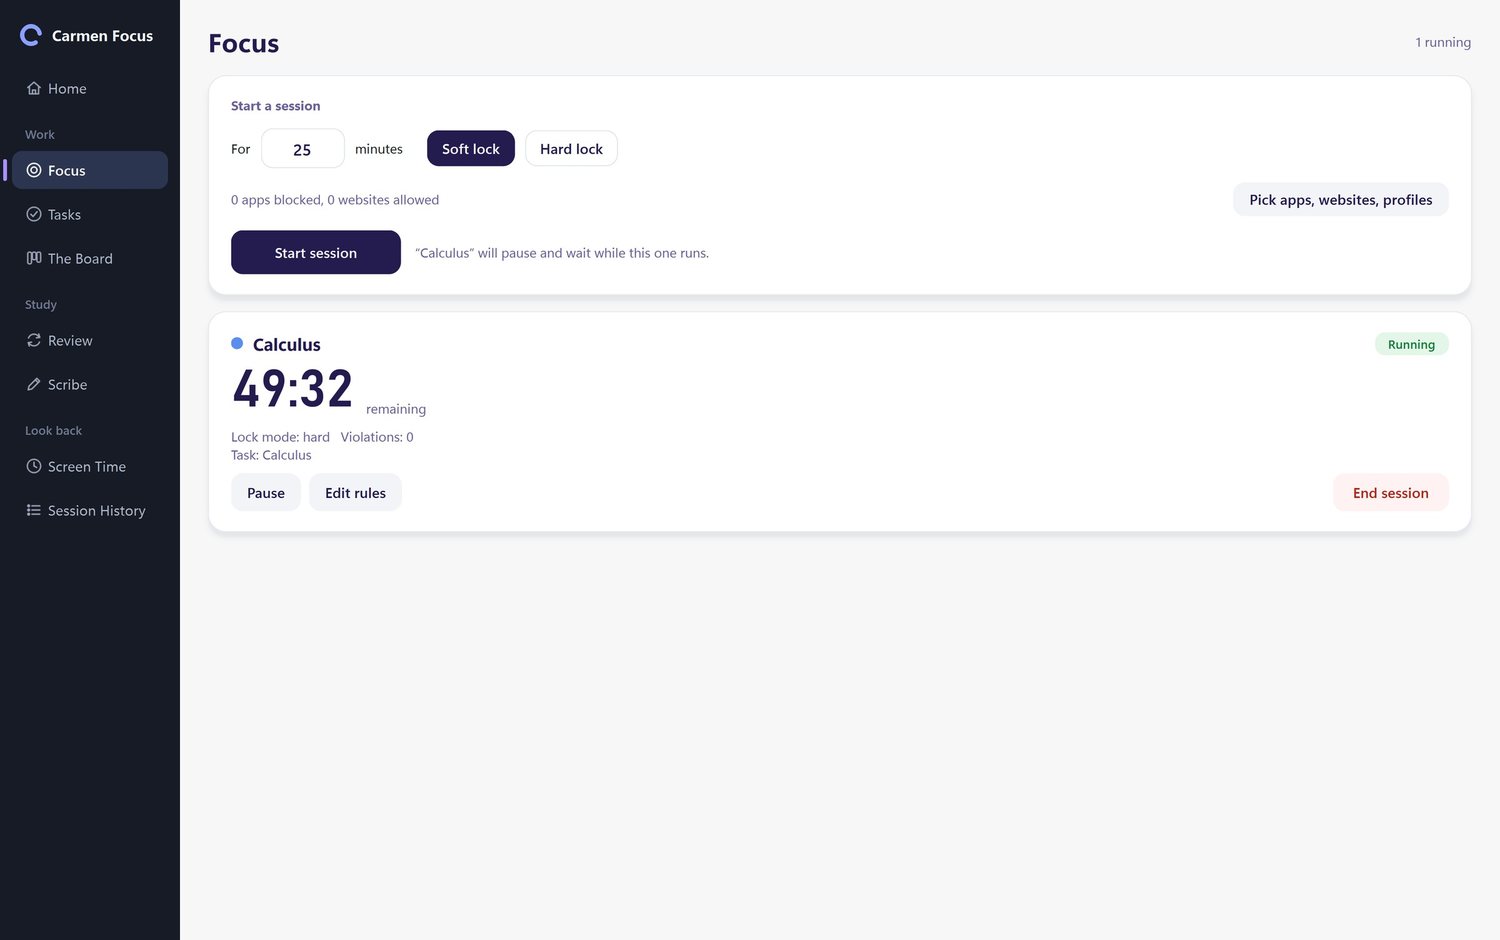 Carmen Focus
Home
Work
Focus
Tasks
The Board
Study
Review
Scribe
Look back
Screen Time
Session History
Focus
1 running
Start a session
For 25 minutes Soft lock Hard lock
0 apps blocked, 0 websites allowed
Pick apps, websites, profiles
Start session
“Calculus” will pause and wait while this one runs.
Calculus
Running
49:32 remaining
Lock mode: hard Violations: 0
Task: Calculus
Pause Edit rules End session